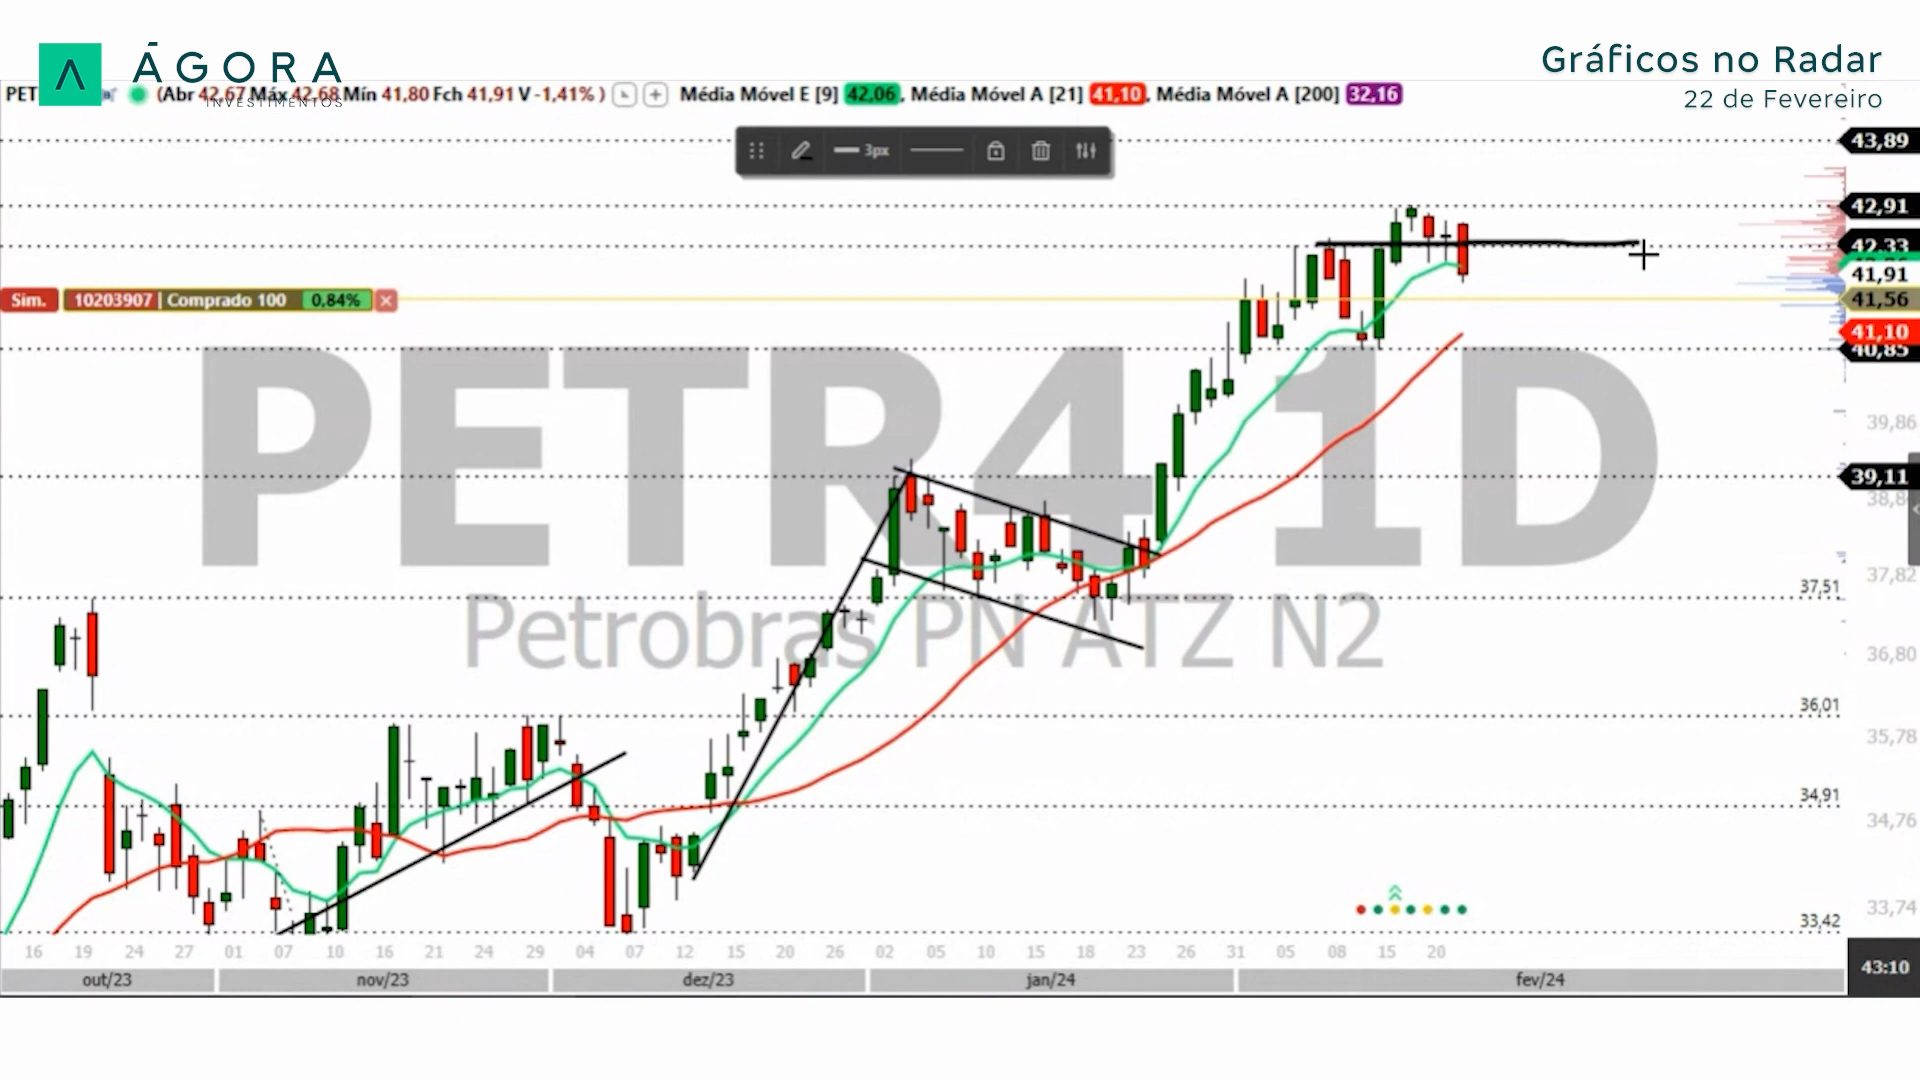 ÁGORA
INVESTIMENTOS
Gráficos no Radar
22 de Fevereiro
PET (Abr 42,67 Máx 42,68 Mín 41,80 Fch 41,91 V -1,41% ) Média Móvel E [9] 42,06, Média Móvel A [21] 41,10, Média Móvel A [200] 32,16
3px
43,89
42,91
42,33
41,91
Sim. 10203907 | Comprado 100 0,84%
41,56
41,10
40,85
PETR4 1D
Petrobras PN ATZ N2
39,86
39,11
37,82
37,51
36,80
36,01
35,78
34,91
34,76
33,74
33,42
16 19 24 27 01 07 10 16 21 24 29 04 07 12 15 20 26 02 05 10 15 18 23 26 31 05 08 15 20
43:10
out/23 nov/23 dez/23 jan/24 fev/24